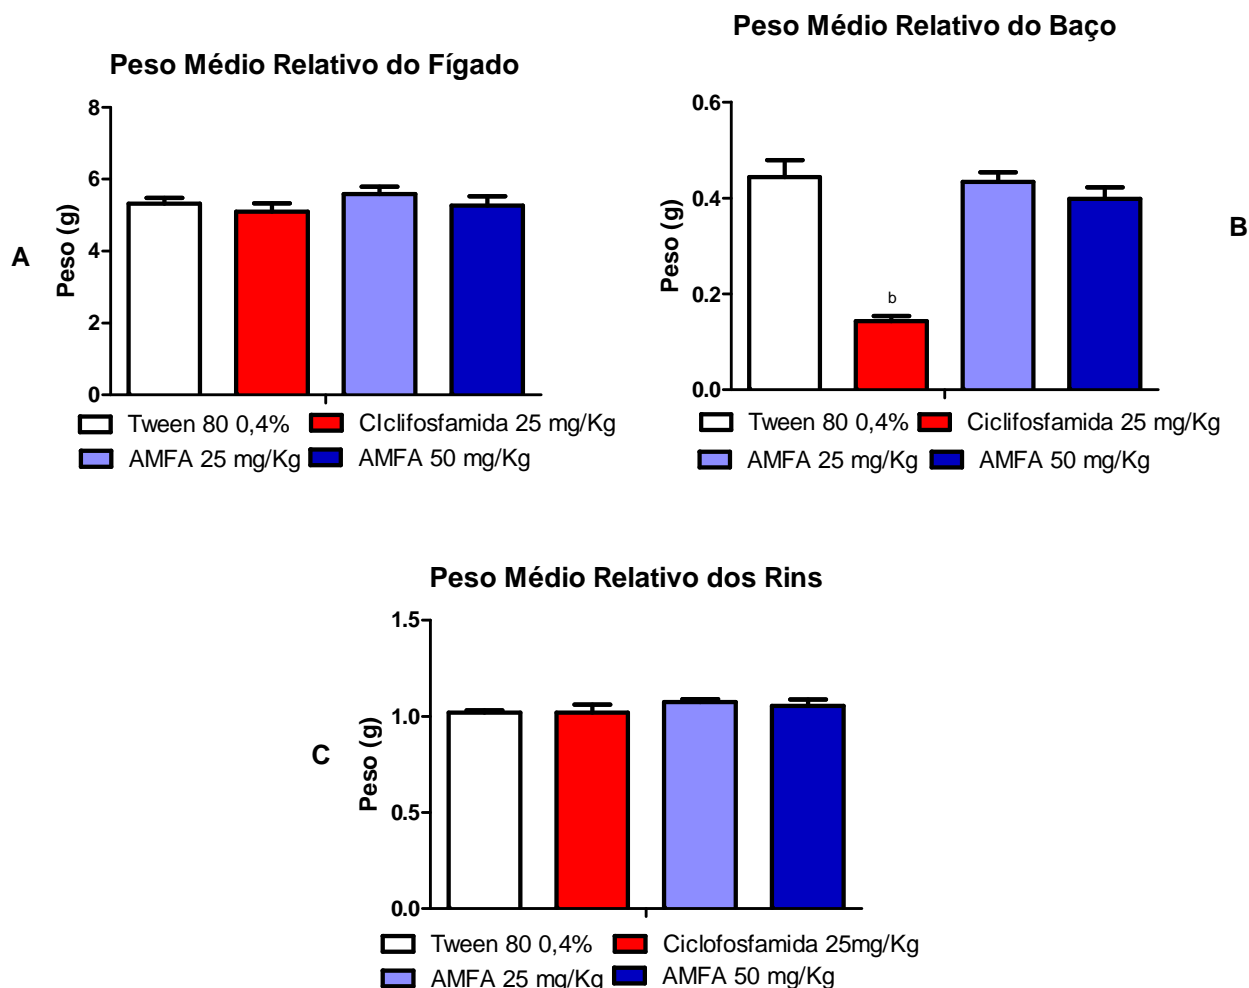 Peso Médio Relativo do Fígado
8
6
4
2
0
Peso (g)
A
Tween 80 0,4% CIclifosfamida 25 mg/Kg
AMFA 25 mg/Kg AMFA 50 mg/Kg
Peso Médio Relativo do Baço
0.6
0.4
0.2
0.0
Peso (g)
b
B
Tween 80 0,4% Ciclifosfamida 25 mg/Kg
AMFA 25 mg/Kg AMFA 50 mg/Kg
Peso Médio Relativo dos Rins
1.5
1.0
0.5
0.0
Peso (g)
C
Tween 80 0,4% Ciclofosfamida 25mg/Kg
AMFA 25 mg/Kg AMFA 50 mg/Kg